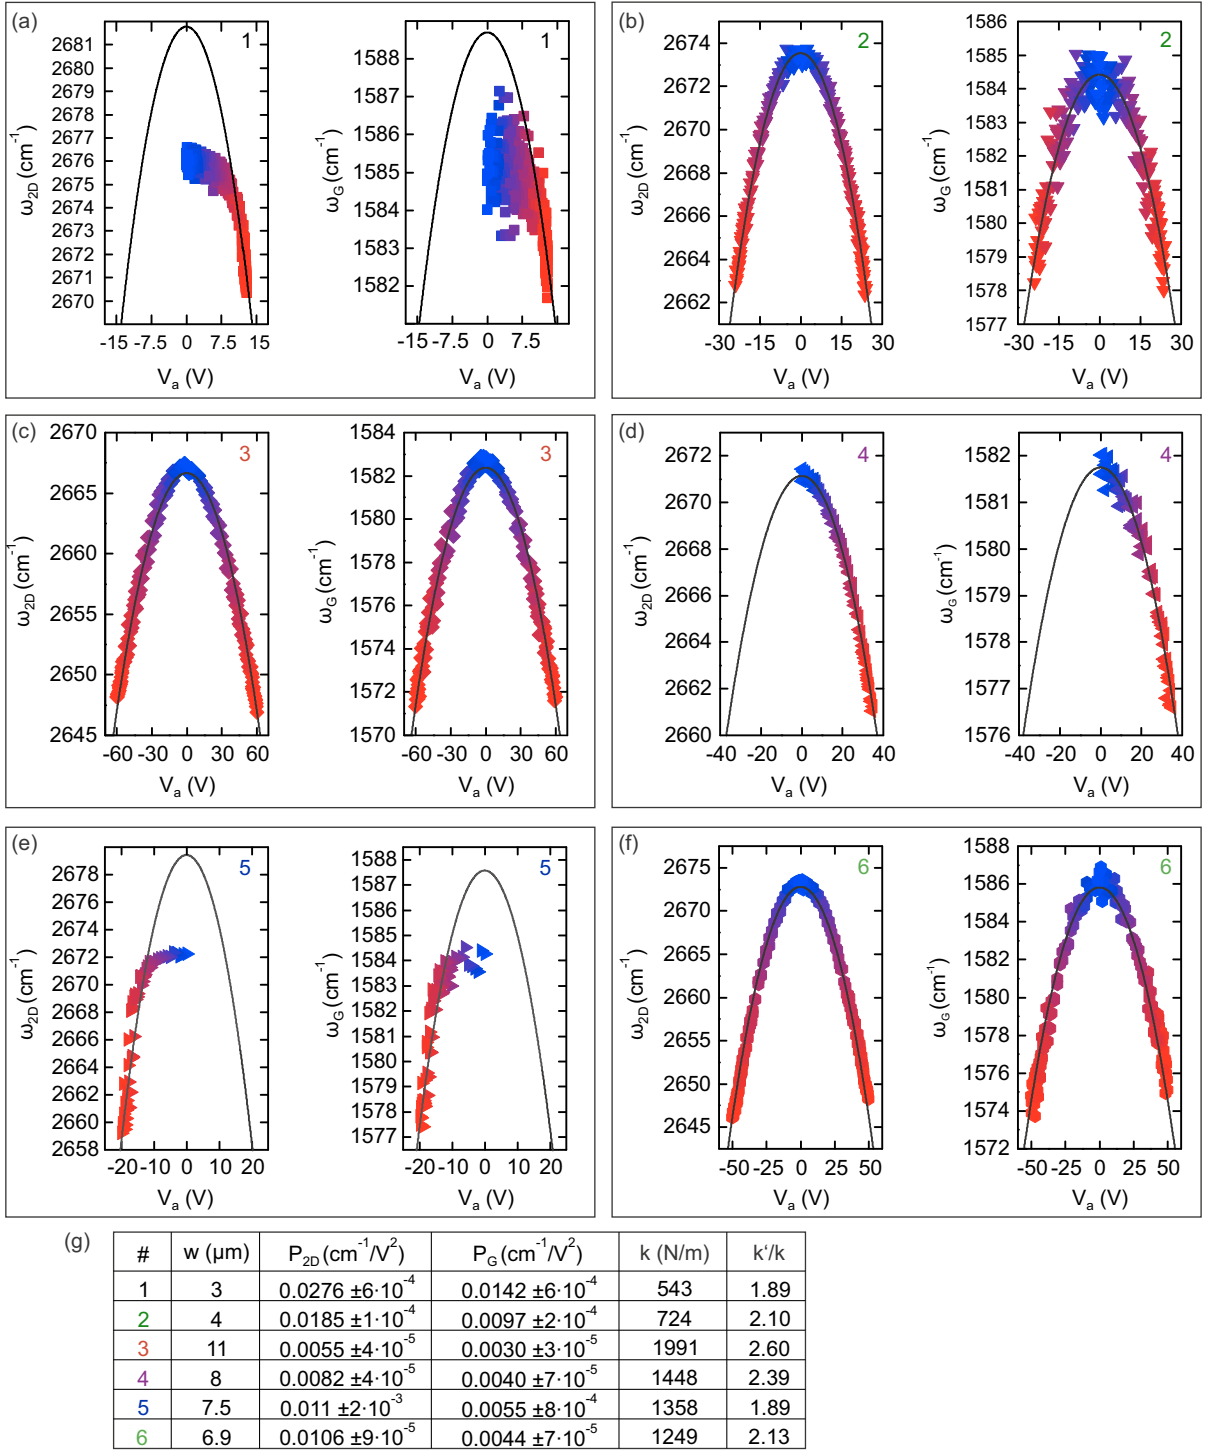 (a)
1
ω2D (cm-1)
2681
2680
2679
2678
2677
2676
2675
2674
2673
2672
2671
2670
-15 -7.5 0 7.5 15
Va (V)
1
ωG (cm-1)
1588
1587
1586
1585
1584
1583
1582
-15 -7.5 0 7.5
Va (V)
(b)
2
ω2D (cm-1)
2674
2672
2670
2668
2666
2664
2662
-30 -15 0 15 30
Va (V)
2
ωG (cm-1)
1586
1585
1584
1583
1582
1581
1580
1579
1578
1577
-30 -15 0 15 30
Va (V)
(c)
3
ω2D (cm-1)
2670
2665
2660
2655
2650
2645
-60 -30 0 30 60
Va (V)
3
ωG (cm-1)
1584
1582
1580
1578
1576
1574
1572
1570
-60 -30 0 30 60
Va (V)
(d)
4
ω2D (cm-1)
2672
2670
2668
2666
2664
2662
2660
-40 -20 0 20 40
Va (V)
4
ωG (cm-1)
1582
1581
1580
1579
1578
1577
1576
-40 -20 0 20 40
Va (V)
(e)
5
ω2D (cm-1)
2678
2676
2674
2672
2670
2668
2666
2664
2662
2660
2658
-20 -10 0 10 20
Va (V)
5
ωG (cm-1)
1588
1587
1586
1585
1584
1583
1582
1581
1580
1579
1578
1577
-20 -10 0 10 20
Va (V)
(f)
6
ω2D (cm-1)
2675
2670
2665
2660
2655
2650
2645
-50 -25 0 25 50
Va (V)
6
ωG (cm-1)
1588
1586
1584
1582
1580
1578
1576
1574
1572
-50 -25 0 25 50
Va (V)
(g)
# w (μm) P2D (cm-1/V2) PG (cm-1/V2) k (N/m) k‘/k
1 3 0.0276 ±6·10-4 0.0142 ±6·10-4 543 1.89
2 4 0.0185 ±1·10-4 0.0097 ±2·10-4 724 2.10
3 11 0.0055 ±4·10-5 0.0030 ±3·10-5 1991 2.60
4 8 0.0082 ±4·10-5 0.0040 ±7·10-5 1448 2.39
5 7.5 0.011 ±2·10-3 0.0055 ±8·10-4 1358 1.89
6 6.9 0.0106 ±9·10-5 0.0044 ±7·10-5 1249 2.13